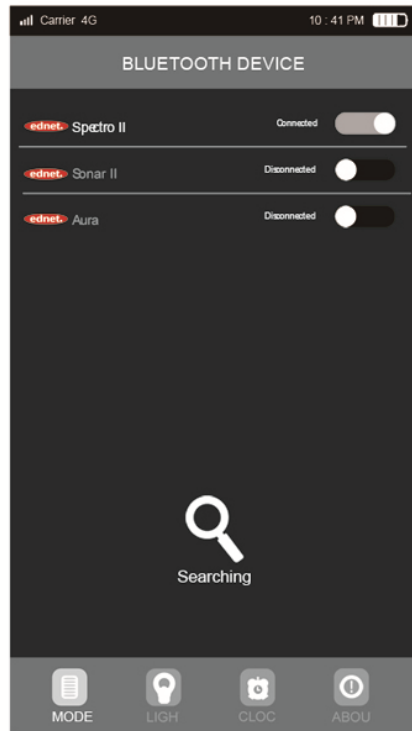 Carrier 4G 10 : 41 PM
BLUETOOTH DEVICE
ednet. Spectro II Connected
ednet. Sonar II Disconnected
ednet. Aura Disconnected
Searching
MODE LIGH CLOC ABOU